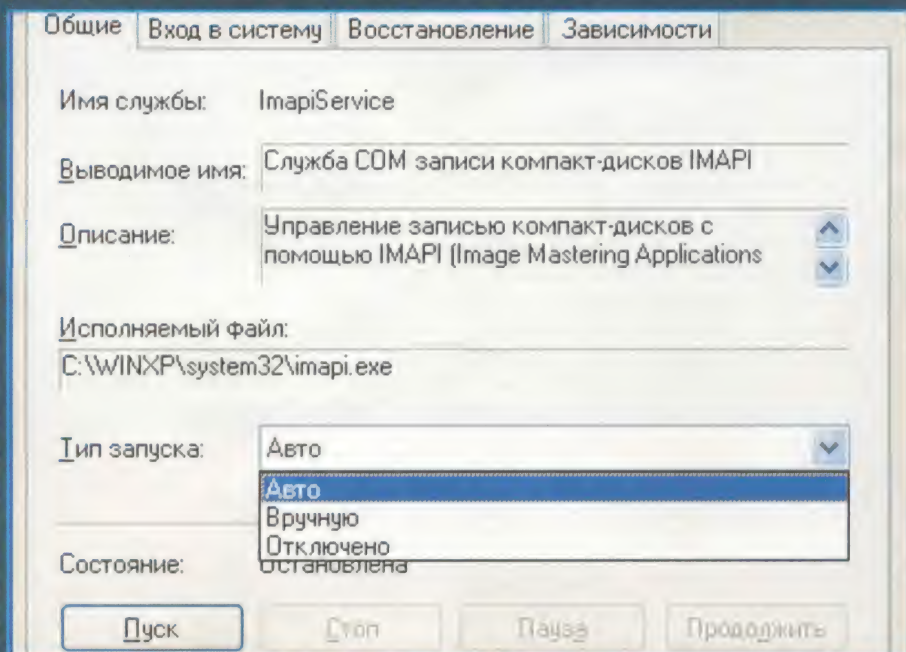 Общие Вход в систему Восстановление Зависимости
Имя службы: ImapiService
Выводимое имя: Служба COM записи компакт-дисков IMAPI
Описание: Управление записью компакт-дисков с
помощью IMAPI (Image Mastering Applications
Исполняемый файл:
C:\WINXP\system32\imapi.exe
Тип запуска: Авто
Авто
Вручную
Отключено
Состояние: Остановлена
Пуск Стоп Пауза Продолжить